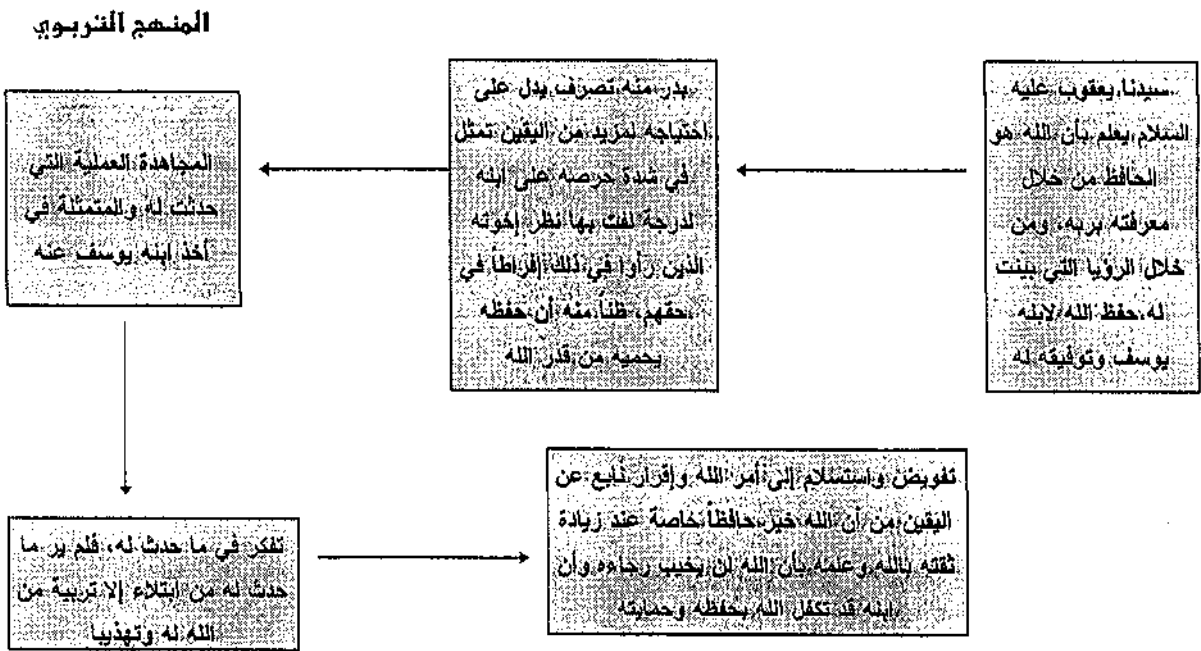 المنهج التربوي
سيدنا يعقوب عليه
السلام يعلم بأن الله هو
الحافظ من خلال
معرفته بربه، ومن
خلال الرؤيا التي بينت
له حفظ الله لابنه
يوسف وتوفيقه له
بدر منه تصرف يدل على
احتياجه لمزيد من اليقين تمثل
في شدة حرصه على ابنه
لدرجة لفت بها نظر إخوته
الذين رأوا في ذلك إفراطاً في
حقهم، ظناً منه أن حفظه
يحميه من قدر الله
المجاهدة العملية التي
حدثت له والمتمثلة في
أخذ ابنه يوسف عنه
تفكر في ما حدث له، فلم ير ما
حدث له من ابتلاء إلا تربية من
الله له وتهذيبا
تفويض واستسلام إلى أمر الله وإقرار نابع عن
اليقين من أن الله خير حافظاً خاصة عند زيادة
ثقته بالله وعلمه بأن الله لن يخيب رجاءه وأن
ابنه قد تكفل الله بحفظه وحمايته